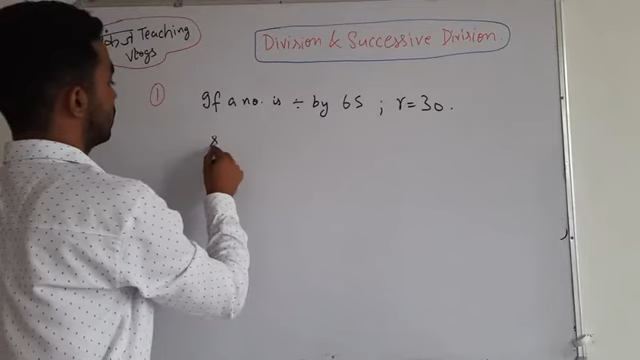 Teaching
Vlogs
Division & Successive Division.
① If a no. is ÷ by 65 ; r = 30.